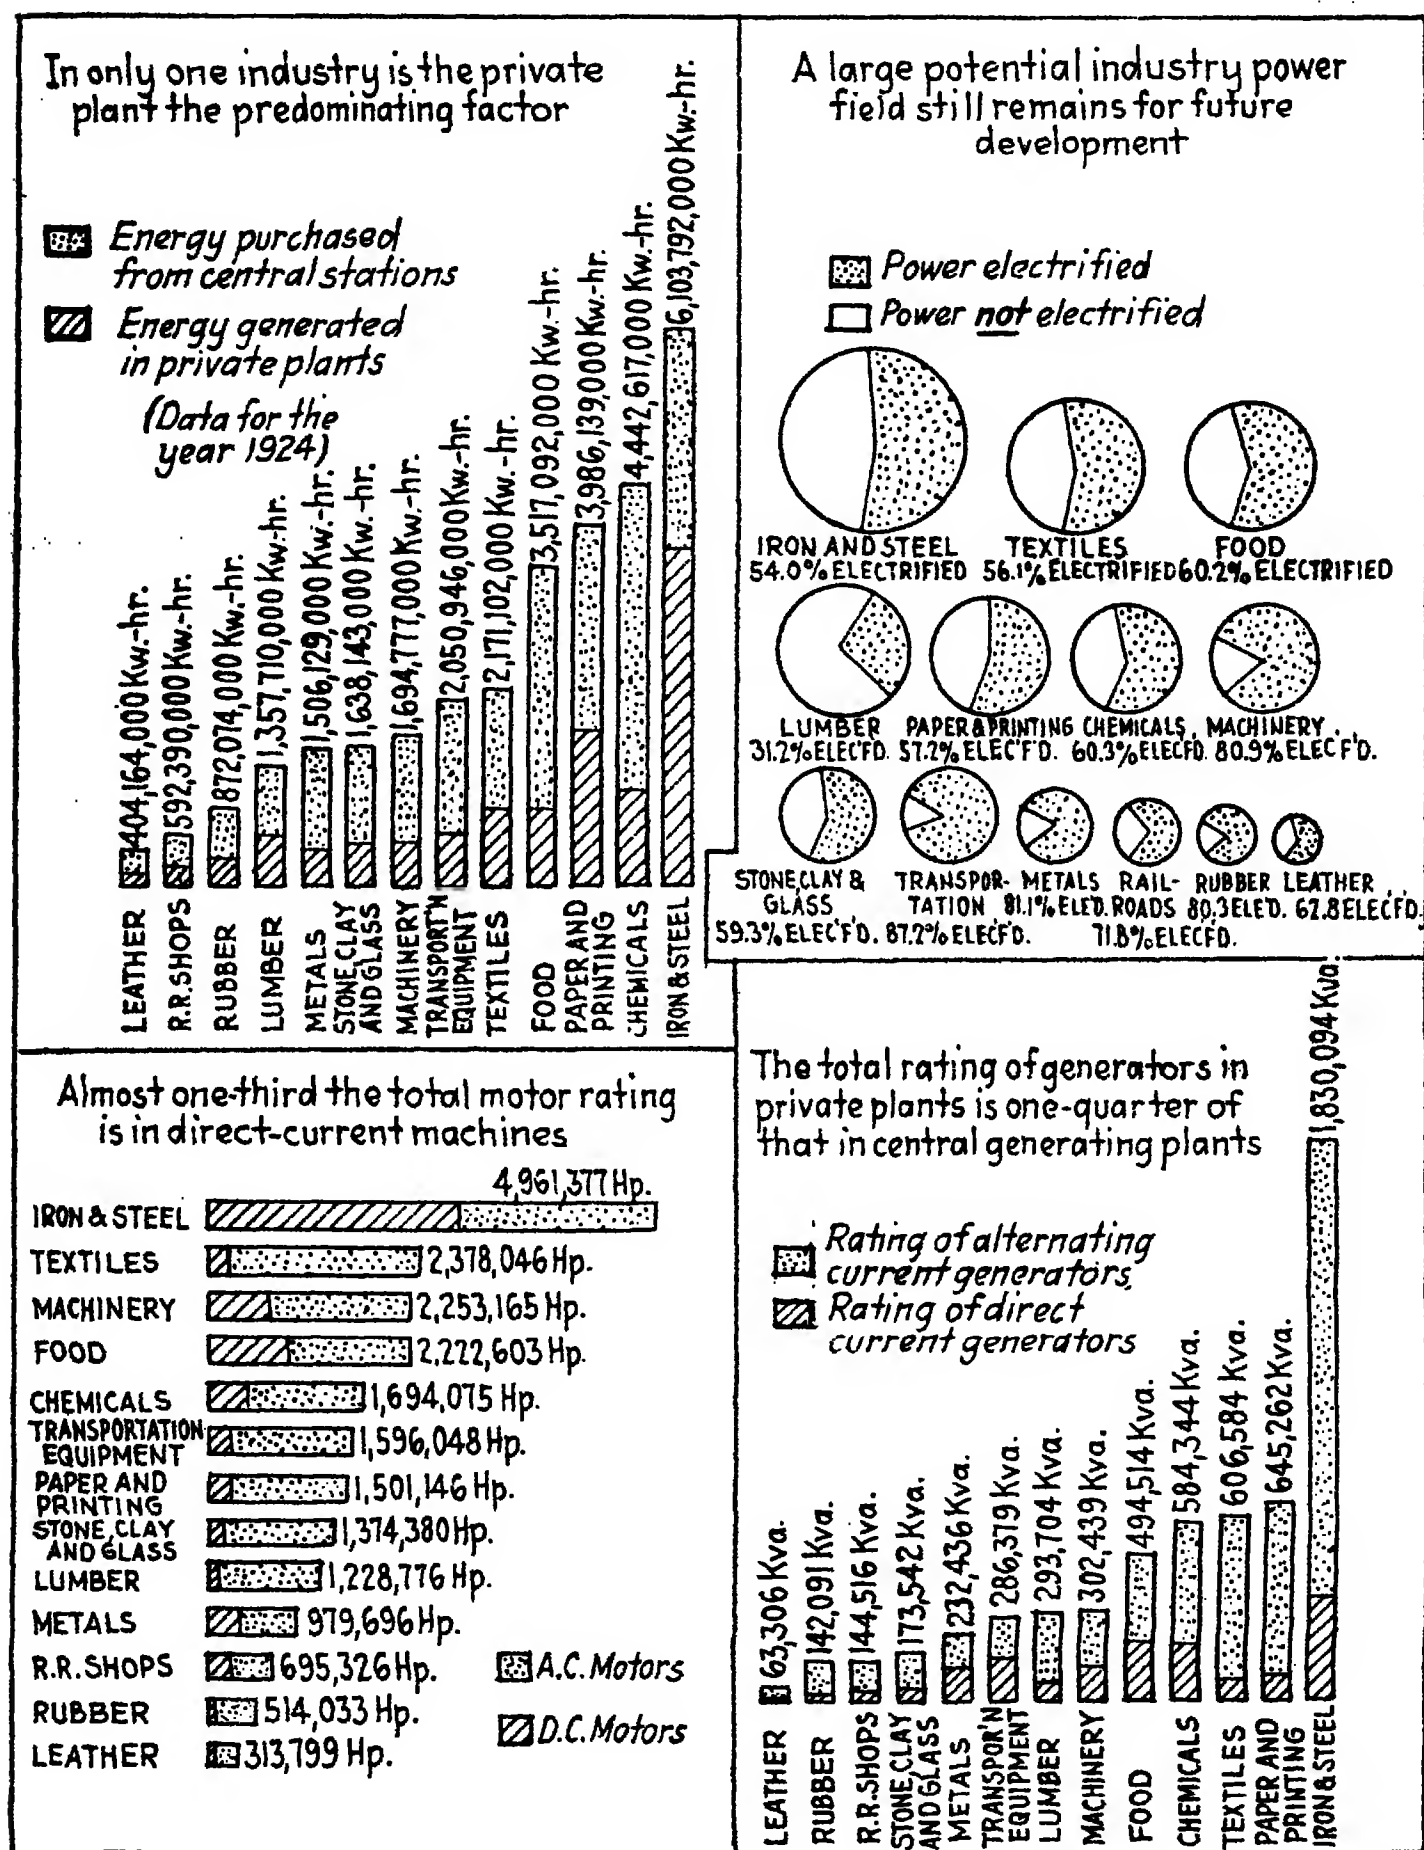 In only one industry is the private
plant the predominating factor
Energy purchased
from central stations
Energy generated
in private plants
(Data for the
year 1924)
404,164,000 Kw.-hr.
592,390,000 Kw.-hr.
872,074,000 Kw.-hr.
1,357,710,000 Kw.-hr.
1,506,129,000 Kw.-hr.
1,638,143,000 Kw.-hr.
1,694,777,000 Kw.-hr.
2,050,946,000 Kw.-hr.
2,171,102,000 Kw.-hr.
3,517,092,000 Kw.-hr.
3,986,139,000 Kw.-hr.
4,442,617,000 Kw.-hr.
6,103,792,000 Kw.-hr.
LEATHER
R.R. SHOPS
RUBBER
LUMBER
METALS
STONE, CLAY
AND GLASS
MACHINERY
TRANSPORT'N
EQUIPMENT
TEXTILES
FOOD
PAPER AND
PRINTING
CHEMICALS
IRON & STEEL
A large potential industry power
field still remains for future
development
Power electrified
Power not electrified
IRON AND STEEL TEXTILES FOOD
54.0% ELECTRIFIED 56.1% ELECTRIFIED 60.2% ELECTRIFIED
LUMBER PAPER & PRINTING CHEMICALS MACHINERY
31.2% ELEC'F'D. 57.2% ELEC'F'D. 60.3% ELECF'D. 80.9% ELEC'F'D.
STONE, CLAY & TRANSPOR- METALS RAIL- RUBBER LEATHER
GLASS TATION 81.1% ELE'D. ROADS 80.3 ELE'D. 67.8 ELECF'D.
59.3% ELEC'F'D. 87.2% ELECF'D. 71.8% ELECF'D.
Almost one-third the total motor rating
is in direct-current machines
4,961,377 Hp.
IRON & STEEL
TEXTILES 2,378,046 Hp.
MACHINERY 2,253,165 Hp.
FOOD 2,222,603 Hp.
CHEMICALS 1,694,075 Hp.
TRANSPORTATION
EQUIPMENT 1,596,048 Hp.
PAPER AND
PRINTING 1,501,146 Hp.
STONE, CLAY
AND GLASS 1,374,380 Hp.
LUMBER 1,228,776 Hp.
METALS 979,696 Hp.
R.R. SHOPS 695,326 Hp.
RUBBER 514,033 Hp.
LEATHER 313,799 Hp.
A.C. Motors
D.C. Motors
The total rating of generators in
private plants is one-quarter of
that in central generating plants
Rating of alternating
current generators
Rating of direct
current generators
63,306 Kva.
142,091 Kva.
144,516 Kva.
173,542 Kva.
232,436 Kva.
286,379 Kva.
293,704 Kva.
302,439 Kva.
494,514 Kva.
584,344 Kva.
606,584 Kva.
645,262 Kva.
1,830,094 Kva.
LEATHER
RUBBER
R.R. SHOPS
STONE, CLAY
AND GLASS
METALS
TRANSPOR'N
EQUIPMENT
LUMBER
MACHINERY
FOOD
CHEMICALS
TEXTILES
PAPER AND
PRINTING
IRON & STEEL